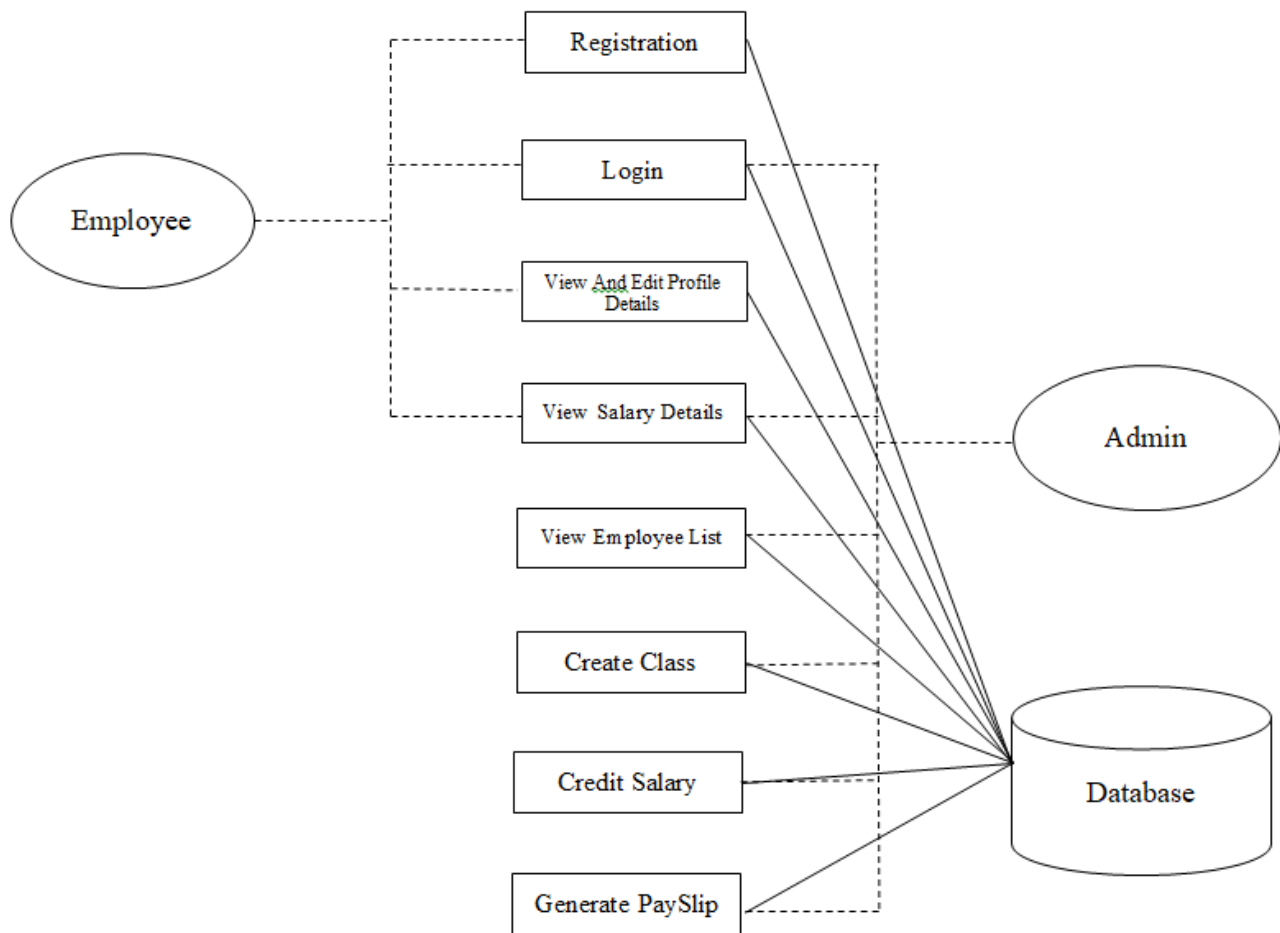 Registration
Login
Employee
View And Edit Profile
Details
View Salary Details
Admin
View Employee List
Create Class
Credit Salary
Database
Generate PaySlip